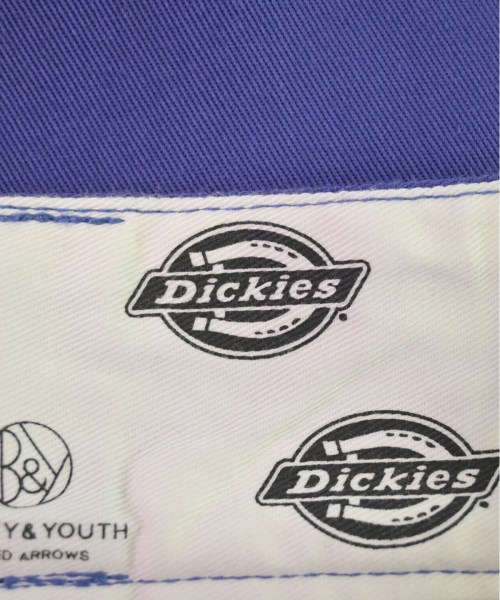 Dickies
B&Y
Y & YOUTH
D ARROWS
Dickies